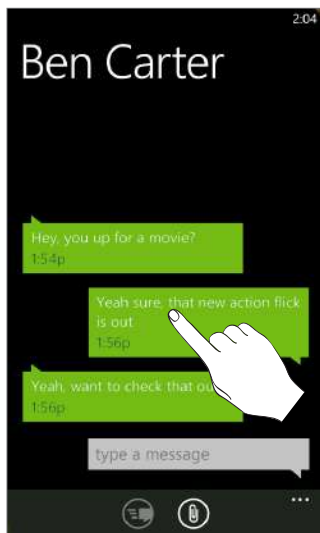 2:04
Ben Carter
Hey, you up for a movie?
1:54p
Yeah sure, that new action flick
is out
1:56p
Yeah, want to check that
1:56p
type a message